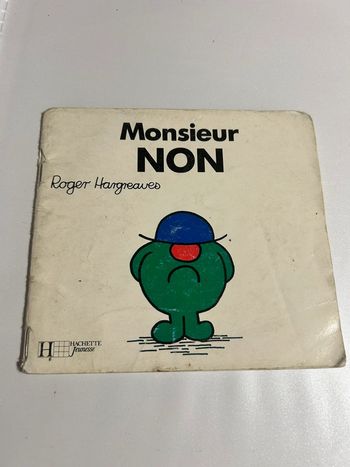 Monsieur
NON
Roger Hargreaves
H HACHETTE
Jeunesse